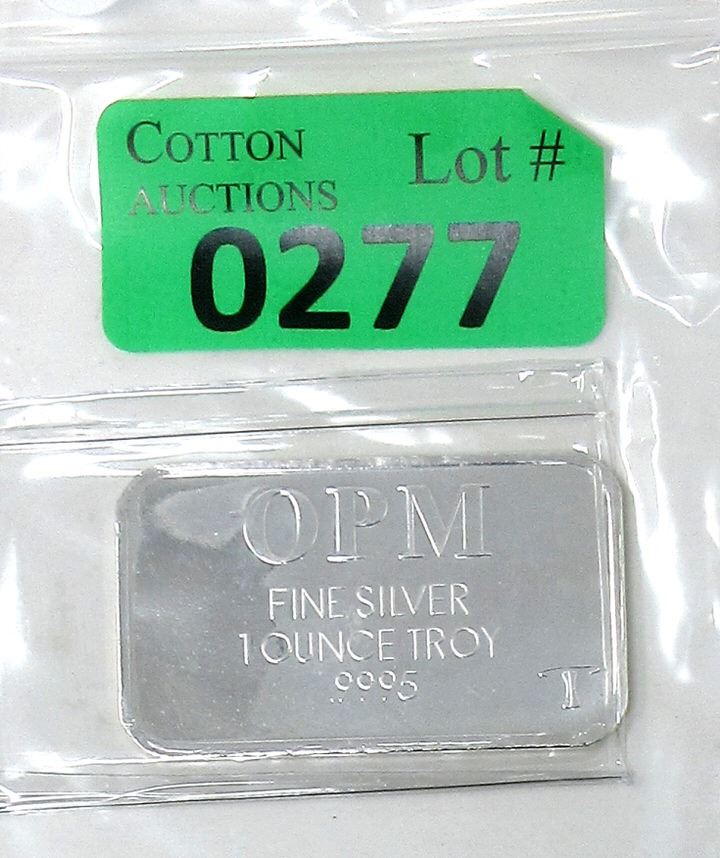 COTTON
AUCTIONS
Lot #
0277
OPM
FINE SILVER
1 OUNCE TROY
9995
T